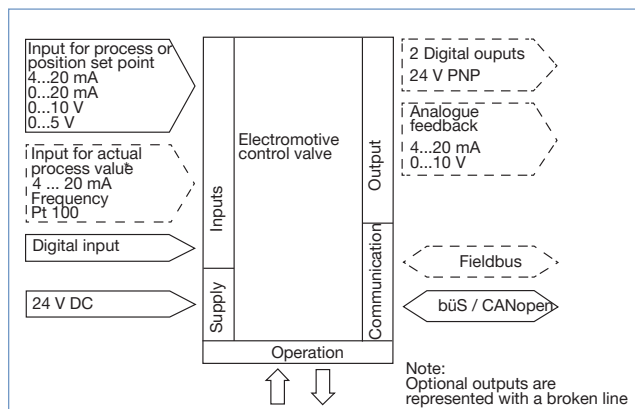 Input for process or
position set point
4...20 mA
0...20 mA
0...10 V
0...5 V
Input for actual
process value*
4 ... 20 mA
Frequency
Pt 100
Digital input
24 V DC
Inputs
Supply
Electromotive
control valve
Output
Communication
Operation
2 Digital ouputs
24 V PNP
Analogue
feedback
4...20 mA
0...10 V
Fieldbus
büS / CANopen
Note:
Optional outputs are
represented with a broken line